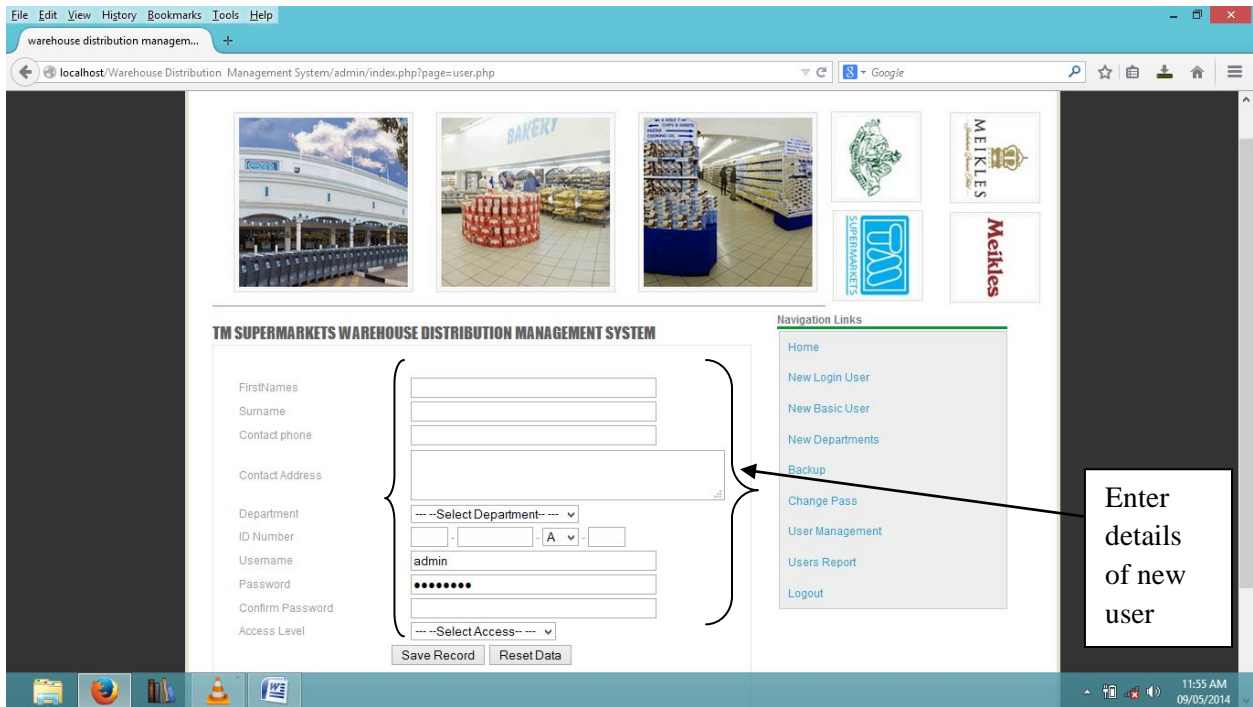 File Edit View History Bookmarks Tools Help
warehouse distribution managem...
localhost/Warehouse Distribution Management System/admin/index.php?page=user.php
Google
BAKERY
MEIKLES
TM
SUPERMARKETS
Meikles
TM SUPERMARKETS WAREHOUSE DISTRIBUTION MANAGEMENT SYSTEM
FirstNames
Surname
Contact phone
Contact Address
Department --- --Select Department-- ---
ID Number - - A -
Username admin
Password ••••••••
Confirm Password
Access Level --- --Select Access-- ---
Save Record Reset Data
Navigation Links
Home
New Login User
New Basic User
New Departments
Backup
Change Pass
User Management
Users Report
Logout
Enter
details
of new
user
11:55 AM
09/05/2014